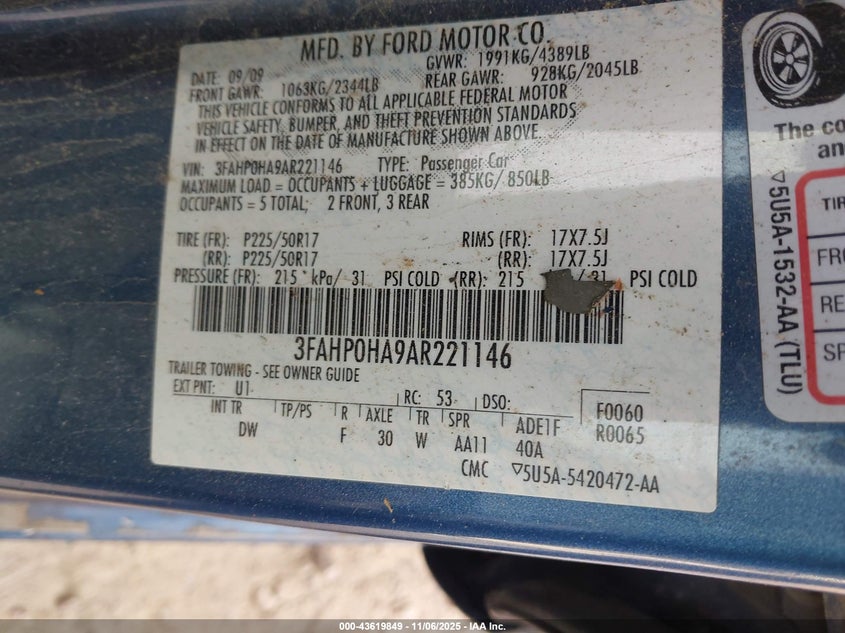 MFD. BY FORD MOTOR CO.
DATE: 09/09 GVWR: 1991KG/4389LB
FRONT GAWR: 1063KG/2344LB REAR GAWR: 928KG/2045LB
THIS VEHICLE CONFORMS TO ALL APPLICABLE FEDERAL MOTOR
VEHICLE SAFETY, BUMPER, AND THEFT PREVENTION STANDARDS
IN EFFECT ON THE DATE OF MANUFACTURE SHOWN ABOVE.
VIN: 3FAHP0HA9AR221146 TYPE: Passenger Car
MAXIMUM LOAD = OCCUPANTS + LUGGAGE = 385KG/ 850LB
OCCUPANTS = 5 TOTAL; 2 FRONT, 3 REAR
TIRE (FR): P225/50R17 RIMS (FR): 17X7.5J
(RR): P225/50R17 (RR): 17X7.5J
PRESSURE (FR): 215 kPa/ 31 PSI COLD (RR): 215 / 31 PSI COLD
3FAHP0HA9AR221146
TRAILER TOWING - SEE OWNER GUIDE
EXT PNT: U1 RC: 53 DSO:
INT TR TP/PS R AXLE TR SPR ADE1F F0060
DW F 30 W AA11 40A R0065
CMC ▽5U5A-5420472-AA
The co
an
TIR
FRO
RE
SP
▽5U5A-1532-AA (TLU)
000-43619849 - 11/06/2025 - IAA Inc.